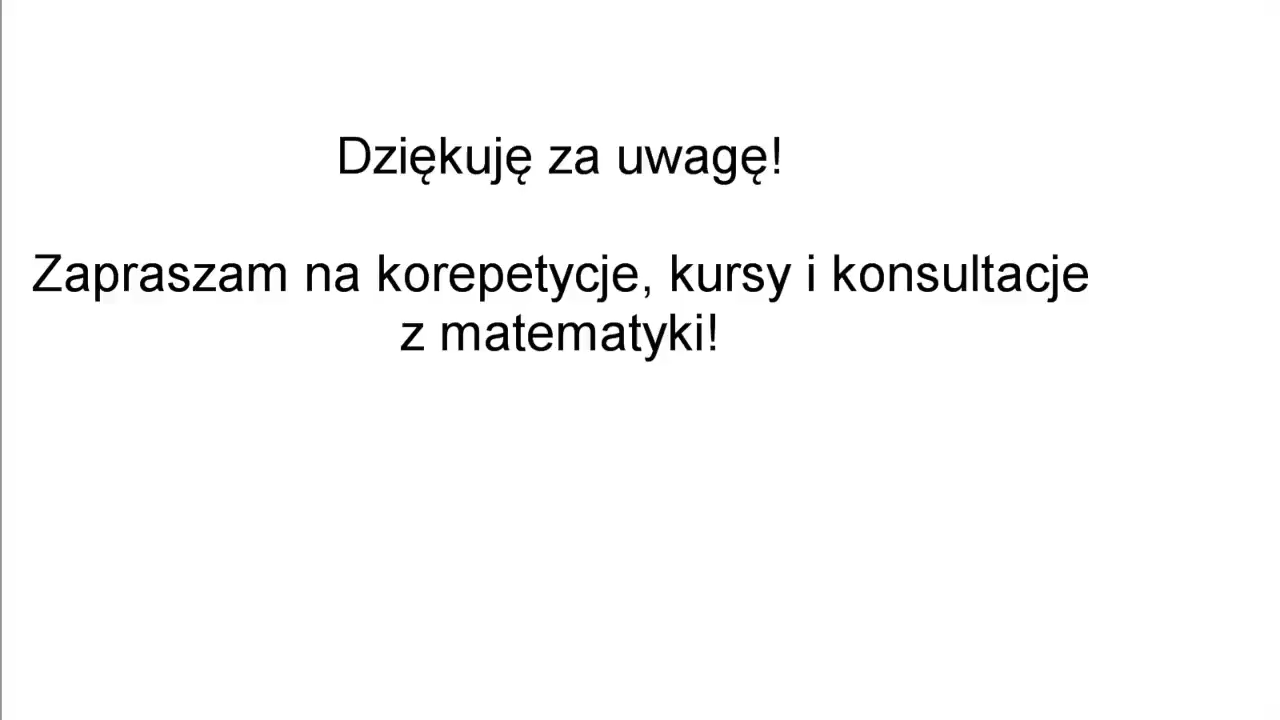 Dziękuję za uwagę!
Zapraszam na korepetycje, kursy i konsultacje
z matematyki!